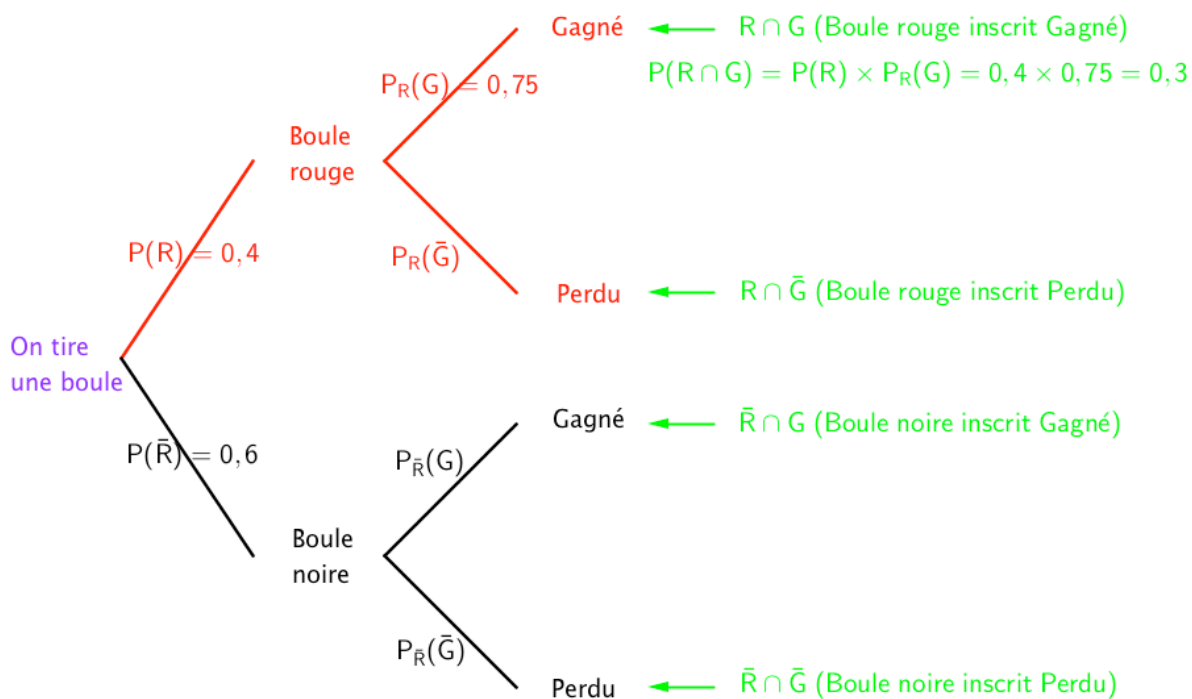 Gagné
R ∩ G (Boule rouge inscrit Gagné)
P_R(G) = 0,75
P(R ∩ G) = P(R) × P_R(G) = 0,4 × 0,75 = 0,3
Boule
rouge
P(R) = 0,4
P_R(Ḡ)
Perdu
R ∩ Ḡ (Boule rouge inscrit Perdu)
On tire
une boule
Gagné
R̄ ∩ G (Boule noire inscrit Gagné)
P(R̄) = 0,6
P_R̄(G)
Boule
noire
P_R̄(Ḡ)
Perdu
R̄ ∩ Ḡ (Boule noire inscrit Perdu)